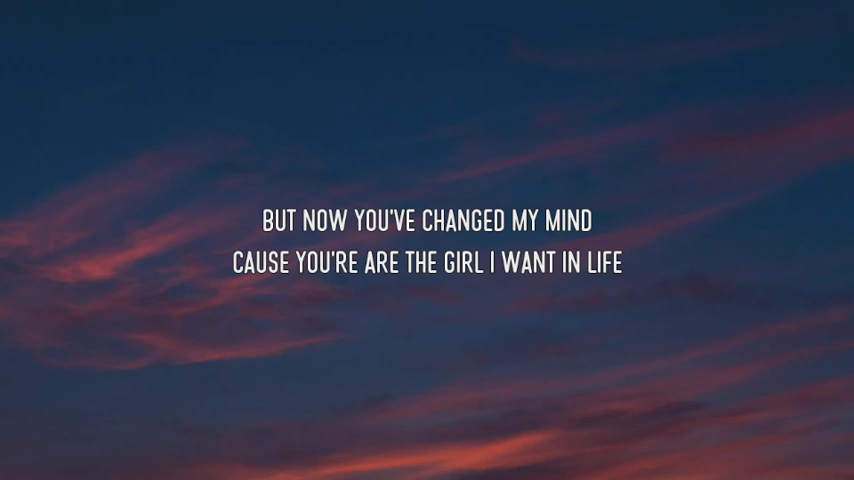 BUT NOW YOU'VE CHANGED MY MIND
CAUSE YOU'RE ARE THE GIRL I WANT IN LIFE